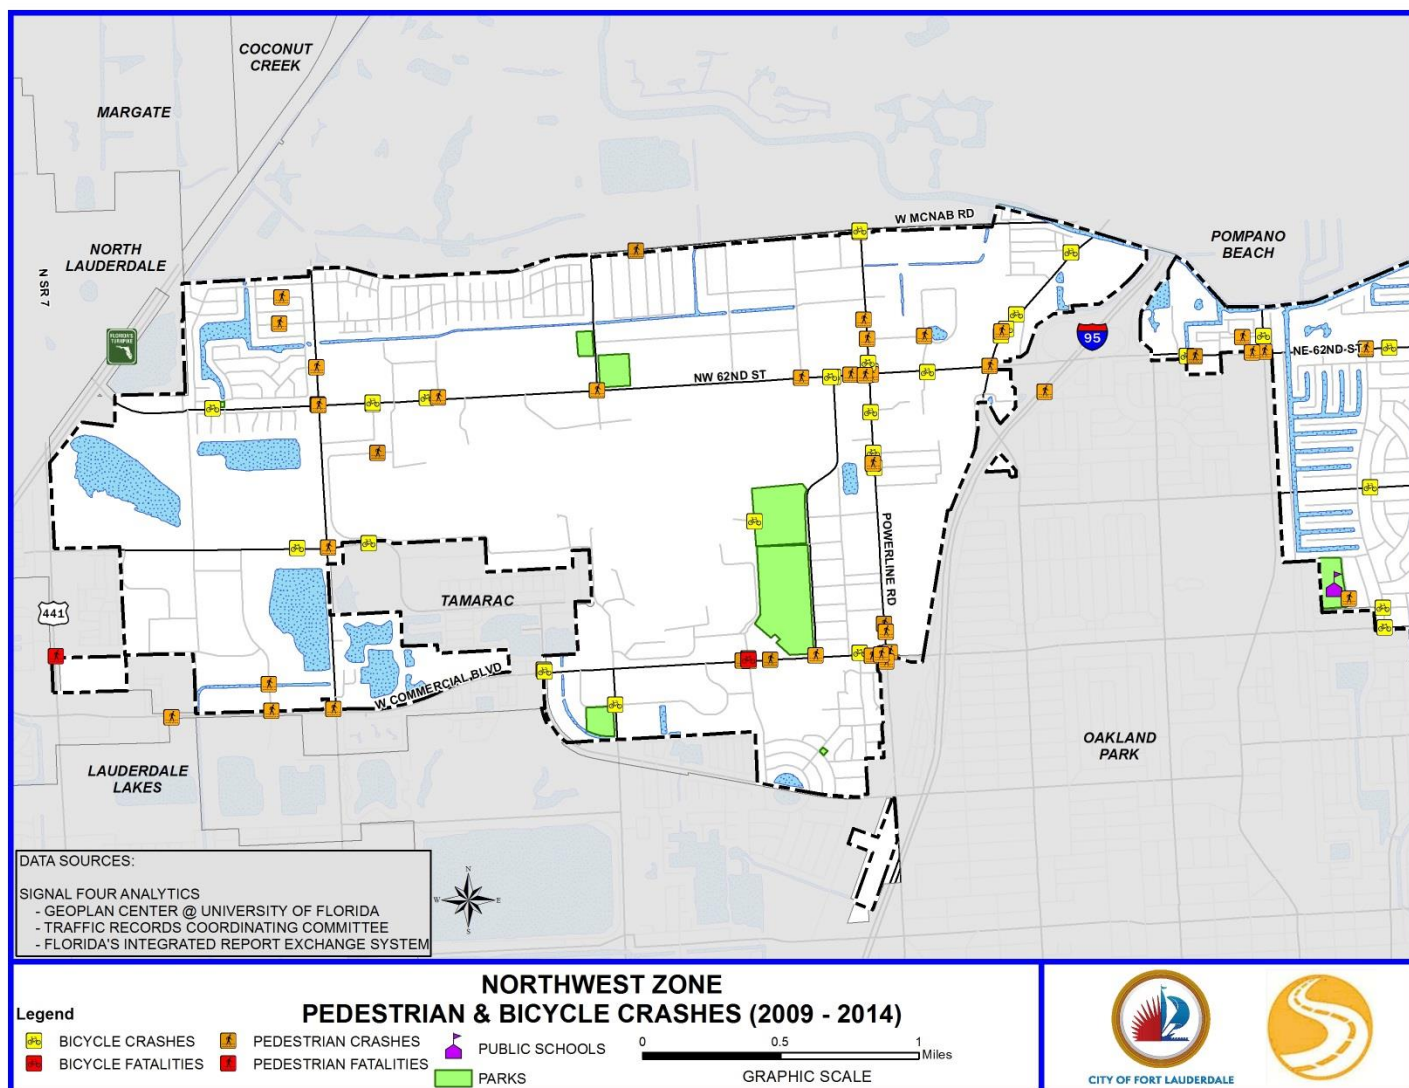 COCONUT
CREEK
MARGATE
W MCNAB RD
NORTH
LAUDERDALE
POMPANO
BEACH
N SR 7
FLORIDA'S
TURNPIKE
95
NE 62ND ST
NW 62ND ST
POWERLINE RD
TAMARAC
441
W COMMERCIAL BLVD
OAKLAND
PARK
LAUDERDALE
LAKES
DATA SOURCES:
SIGNAL FOUR ANALYTICS
- GEOPLAN CENTER @ UNIVERSITY OF FLORIDA
- TRAFFIC RECORDS COORDINATING COMMITTEE
- FLORIDA'S INTEGRATED REPORT EXCHANGE SYSTEM
N
W E
S
NORTHWEST ZONE
PEDESTRIAN & BICYCLE CRASHES (2009 - 2014)
Legend
BICYCLE CRASHES
PEDESTRIAN CRASHES
BICYCLE FATALITIES
PEDESTRIAN FATALITIES
PUBLIC SCHOOLS
PARKS
0 0.5 1
Miles
GRAPHIC SCALE
CITY OF FORT LAUDERDALE